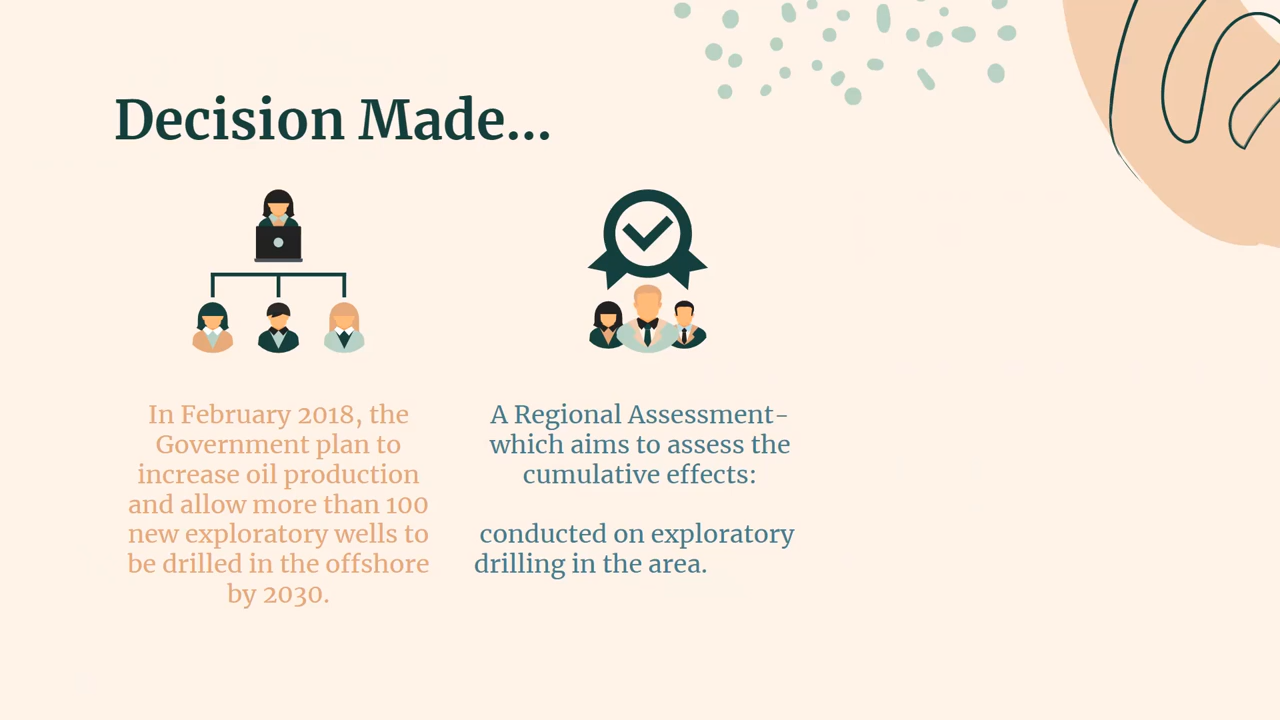 Decision Made...
In February 2018, the
Government plan to
increase oil production
and allow more than 100
new exploratory wells to
be drilled in the offshore
by 2030.
A Regional Assessment-
which aims to assess the
cumulative effects:
conducted on exploratory
drilling in the area.